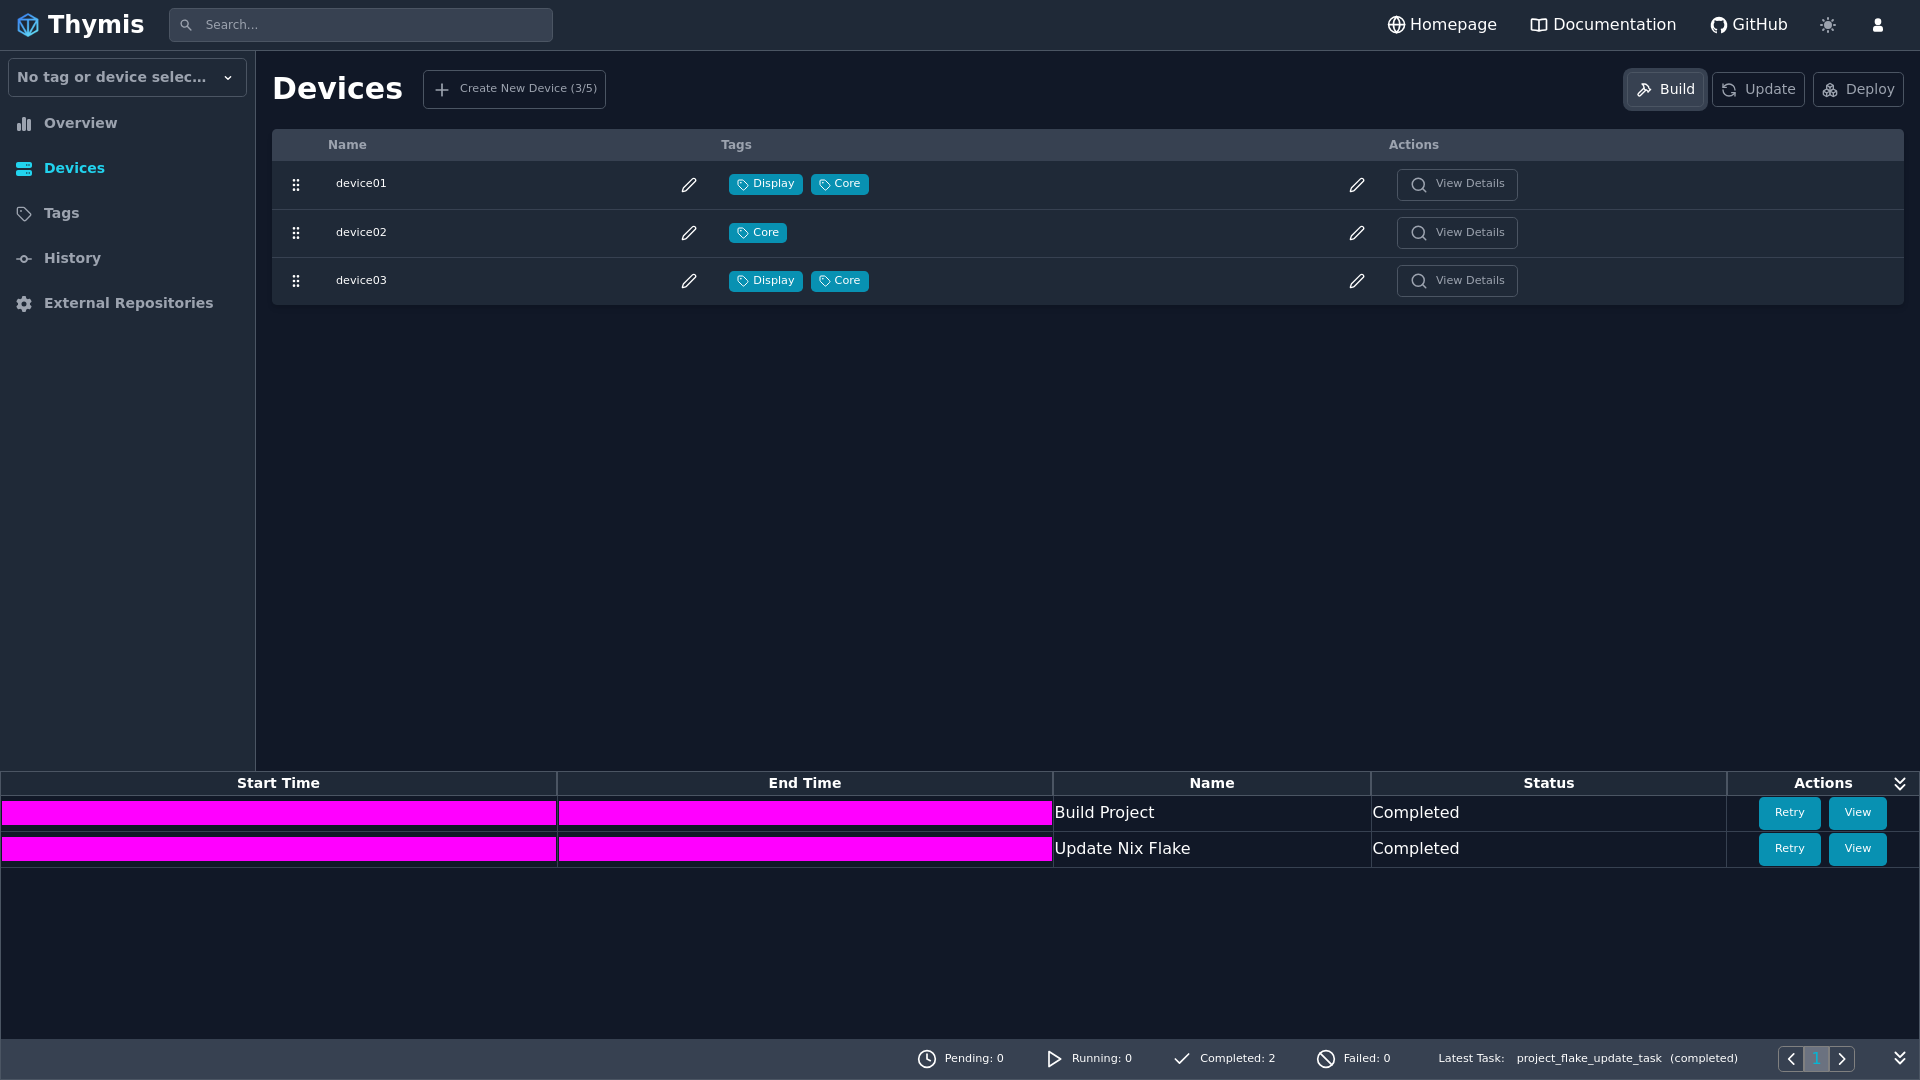 Thymis
Search...
Homepage
Documentation
GitHub
No tag or device selec...
Overview
Devices
Tags
History
External Repositories
Devices
Create New Device (3/5)
Build
Update
Deploy
Name Tags Actions
device01 Display Core View Details
device02 Core View Details
device03 Display Core View Details
Start Time End Time Name Status Actions
Build Project Completed Retry View
Update Nix Flake Completed Retry View
Pending: 0 Running: 0 Completed: 2 Failed: 0 Latest Task: project_flake_update_task (completed) 1